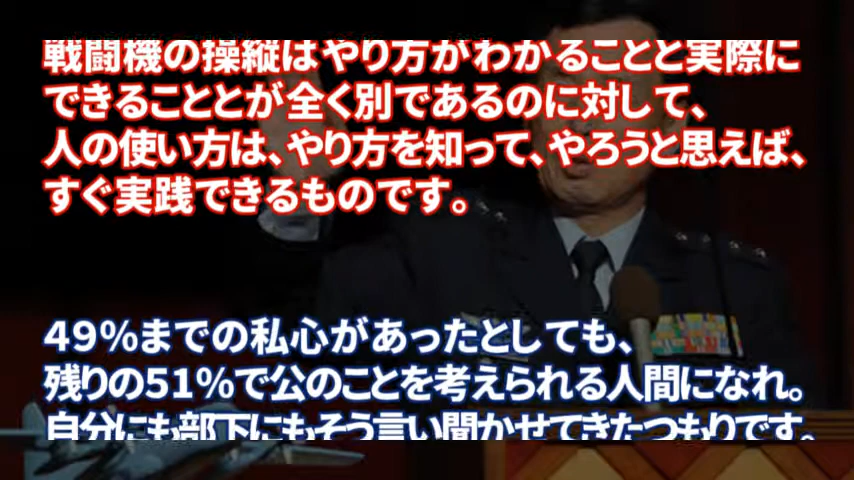 戦闘機の操縦はやり方がわかることと実際に
できることとが全く別であるのに対して、
人の使い方は、やり方を知って、やろうと思えば、
すぐ実践できるものです。
49%までの私心があったとしても、
残りの51%で公のことを考えられる人間になれ。
自分にも部下にもそう言い聞かせてきたつもりです。